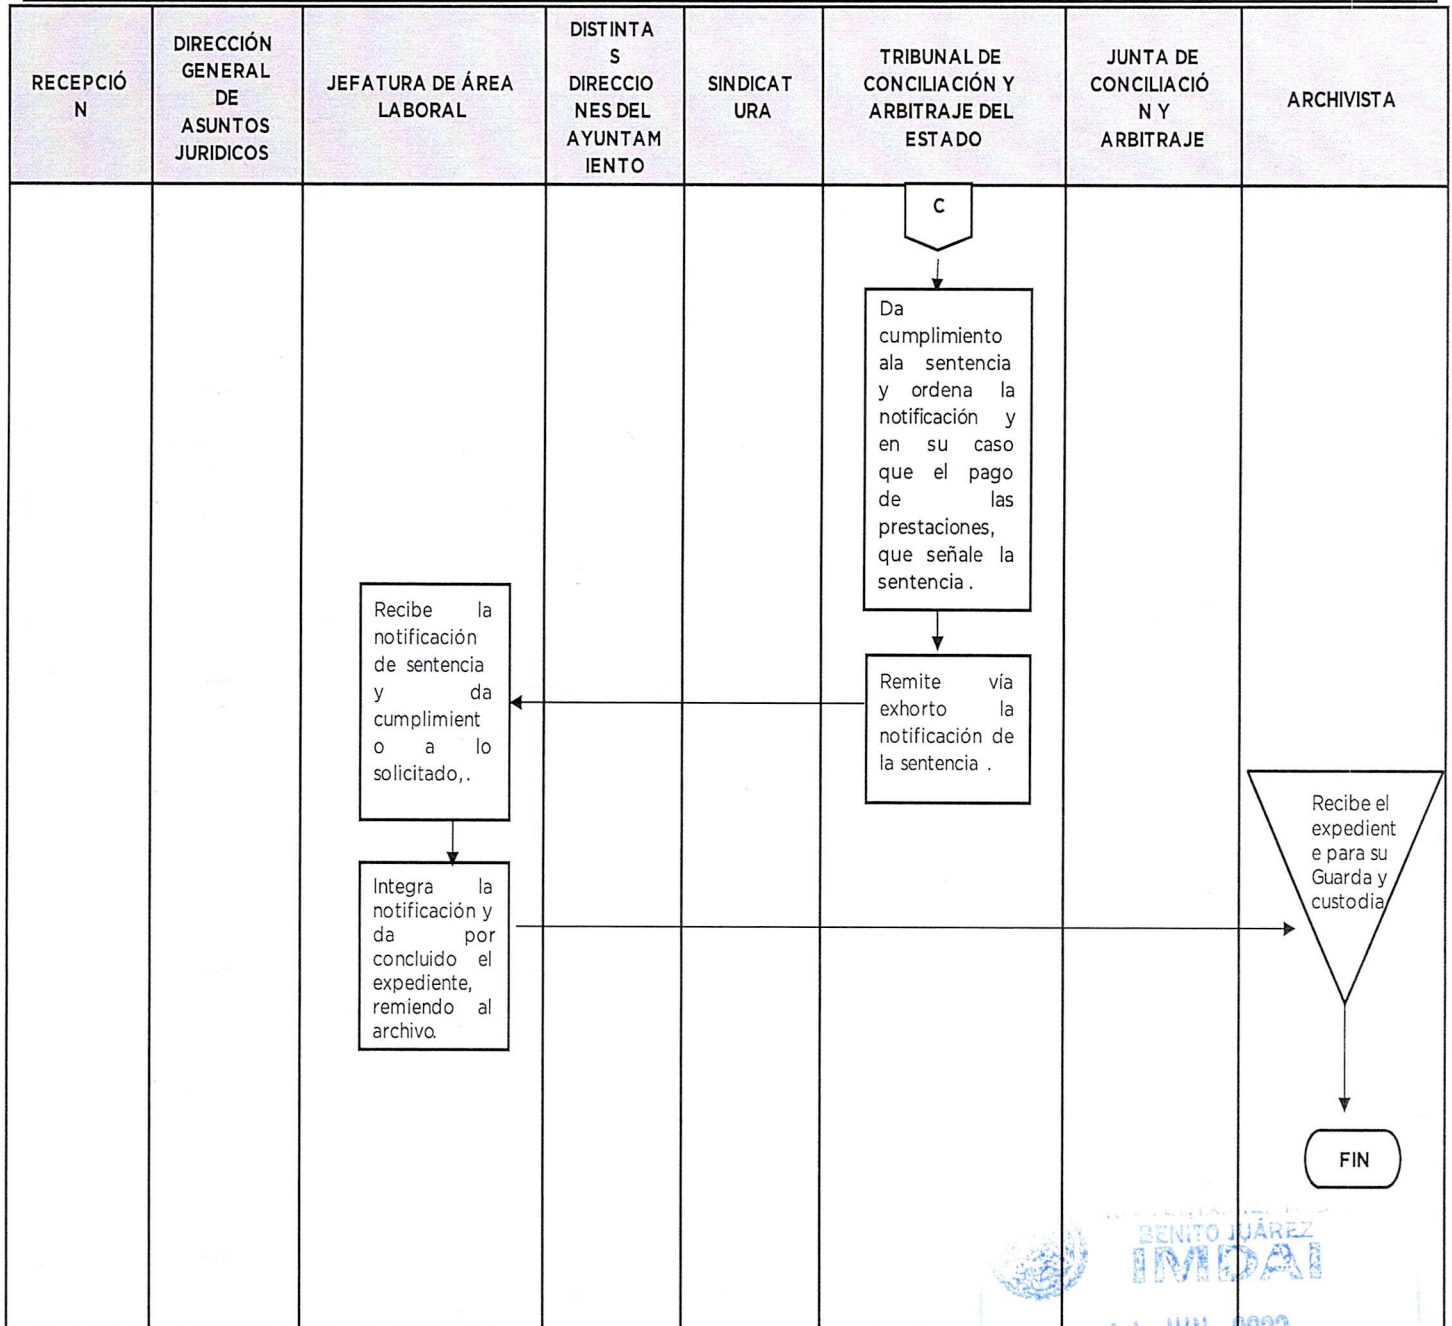 RECEPCIÓ
N
DIRECCIÓN
GENERAL
DE
ASUNTOS
JURIDICOS
JEFATURA DE ÁREA
LABORAL
DISTINTA
S
DIRECCIO
NES DEL
AYUNTAM
IENTO
SINDICAT
URA
TRIBUNAL DE
CONCILIACIÓN Y
ARBITRAJE DEL
ESTADO
JUNTA DE
CONCILIACIÓ
N Y
ARBITRAJE
ARCHIVISTA
C
Da
cumplimiento
ala sentencia
y ordena la
notificación y
en su caso
que el pago
de las
prestaciones,
que señale la
sentencia .
Remite vía
exhorto la
notificación de
la sentencia .
Recibe la
notificación
de sentencia
y da
cumplimient
o a lo
solicitado,.
Integra la
notificación y
da por
concluido el
expediente,
remiendo al
archivo.
Recibe el
expedient
e para su
Guarda y
custodia
FIN
BENITO JUÁREZ
IMDAI
JUN